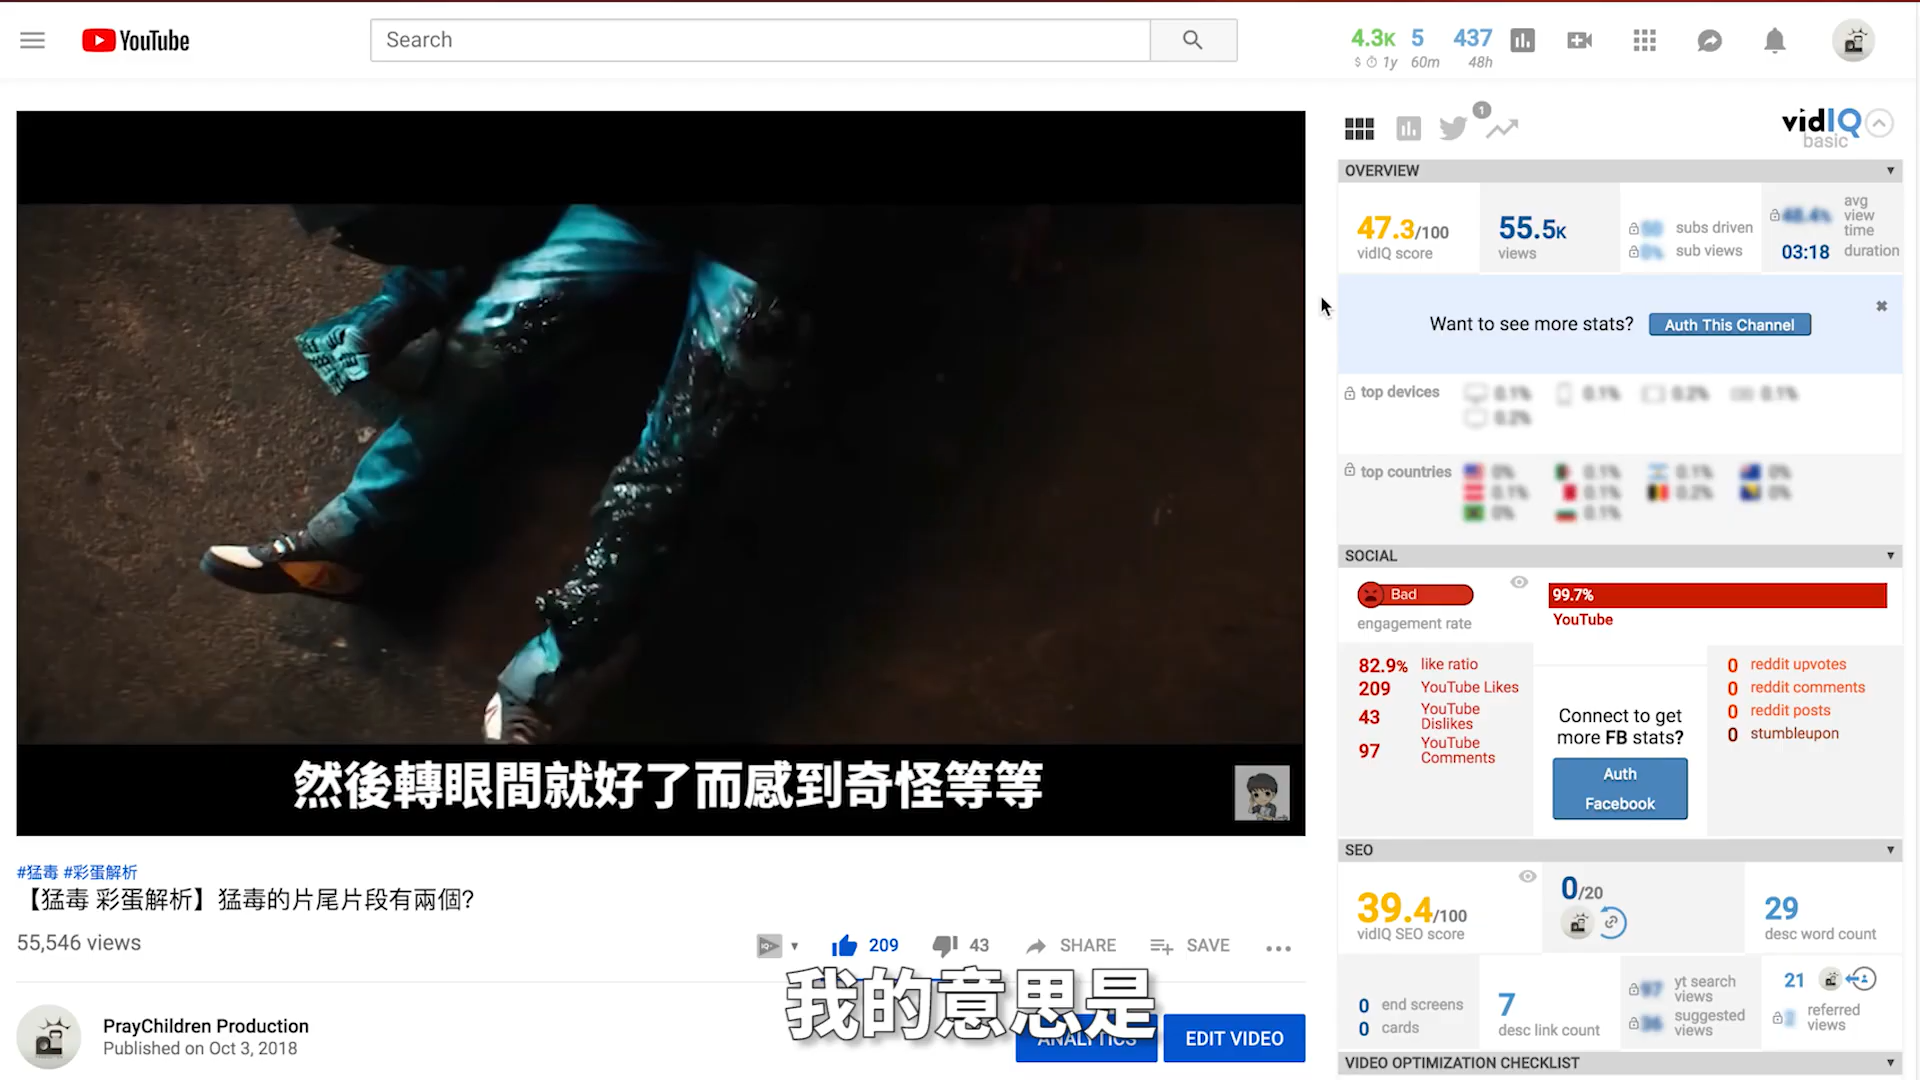 YouTube
Search
4.3K 5 437
$ 1y 60m 48h
1
vidIQ
basic
OVERVIEW
47.3/100
vidIQ score
55.5K
views
subs driven
sub views
avg view time
03:18 duration
Want to see more stats? Auth This Channel
top devices
top countries
SOCIAL
Bad
engagement rate
99.7%
YouTube
82.9% like ratio
209 YouTube Likes
43 YouTube Dislikes
97 YouTube Comments
Connect to get
more FB stats?
Auth
Facebook
0 reddit upvotes
0 reddit comments
0 reddit posts
0 stumbleupon
SEO
39.4/100
vidIQ SEO score
0/20
29
desc word count
0 end screens
0 cards
7
desc link count
yt search views
suggested views
21
referred views
VIDEO OPTIMIZATION CHECKLIST
然後轉眼間就好了而感到奇怪等等
#猛毒 #彩蛋解析
【猛毒 彩蛋解析】猛毒的片尾片段有兩個?
55,546 views
209 43 SHARE SAVE
我的意思是
PrayChildren Production
Published on Oct 3, 2018
ANALYTICS EDIT VIDEO